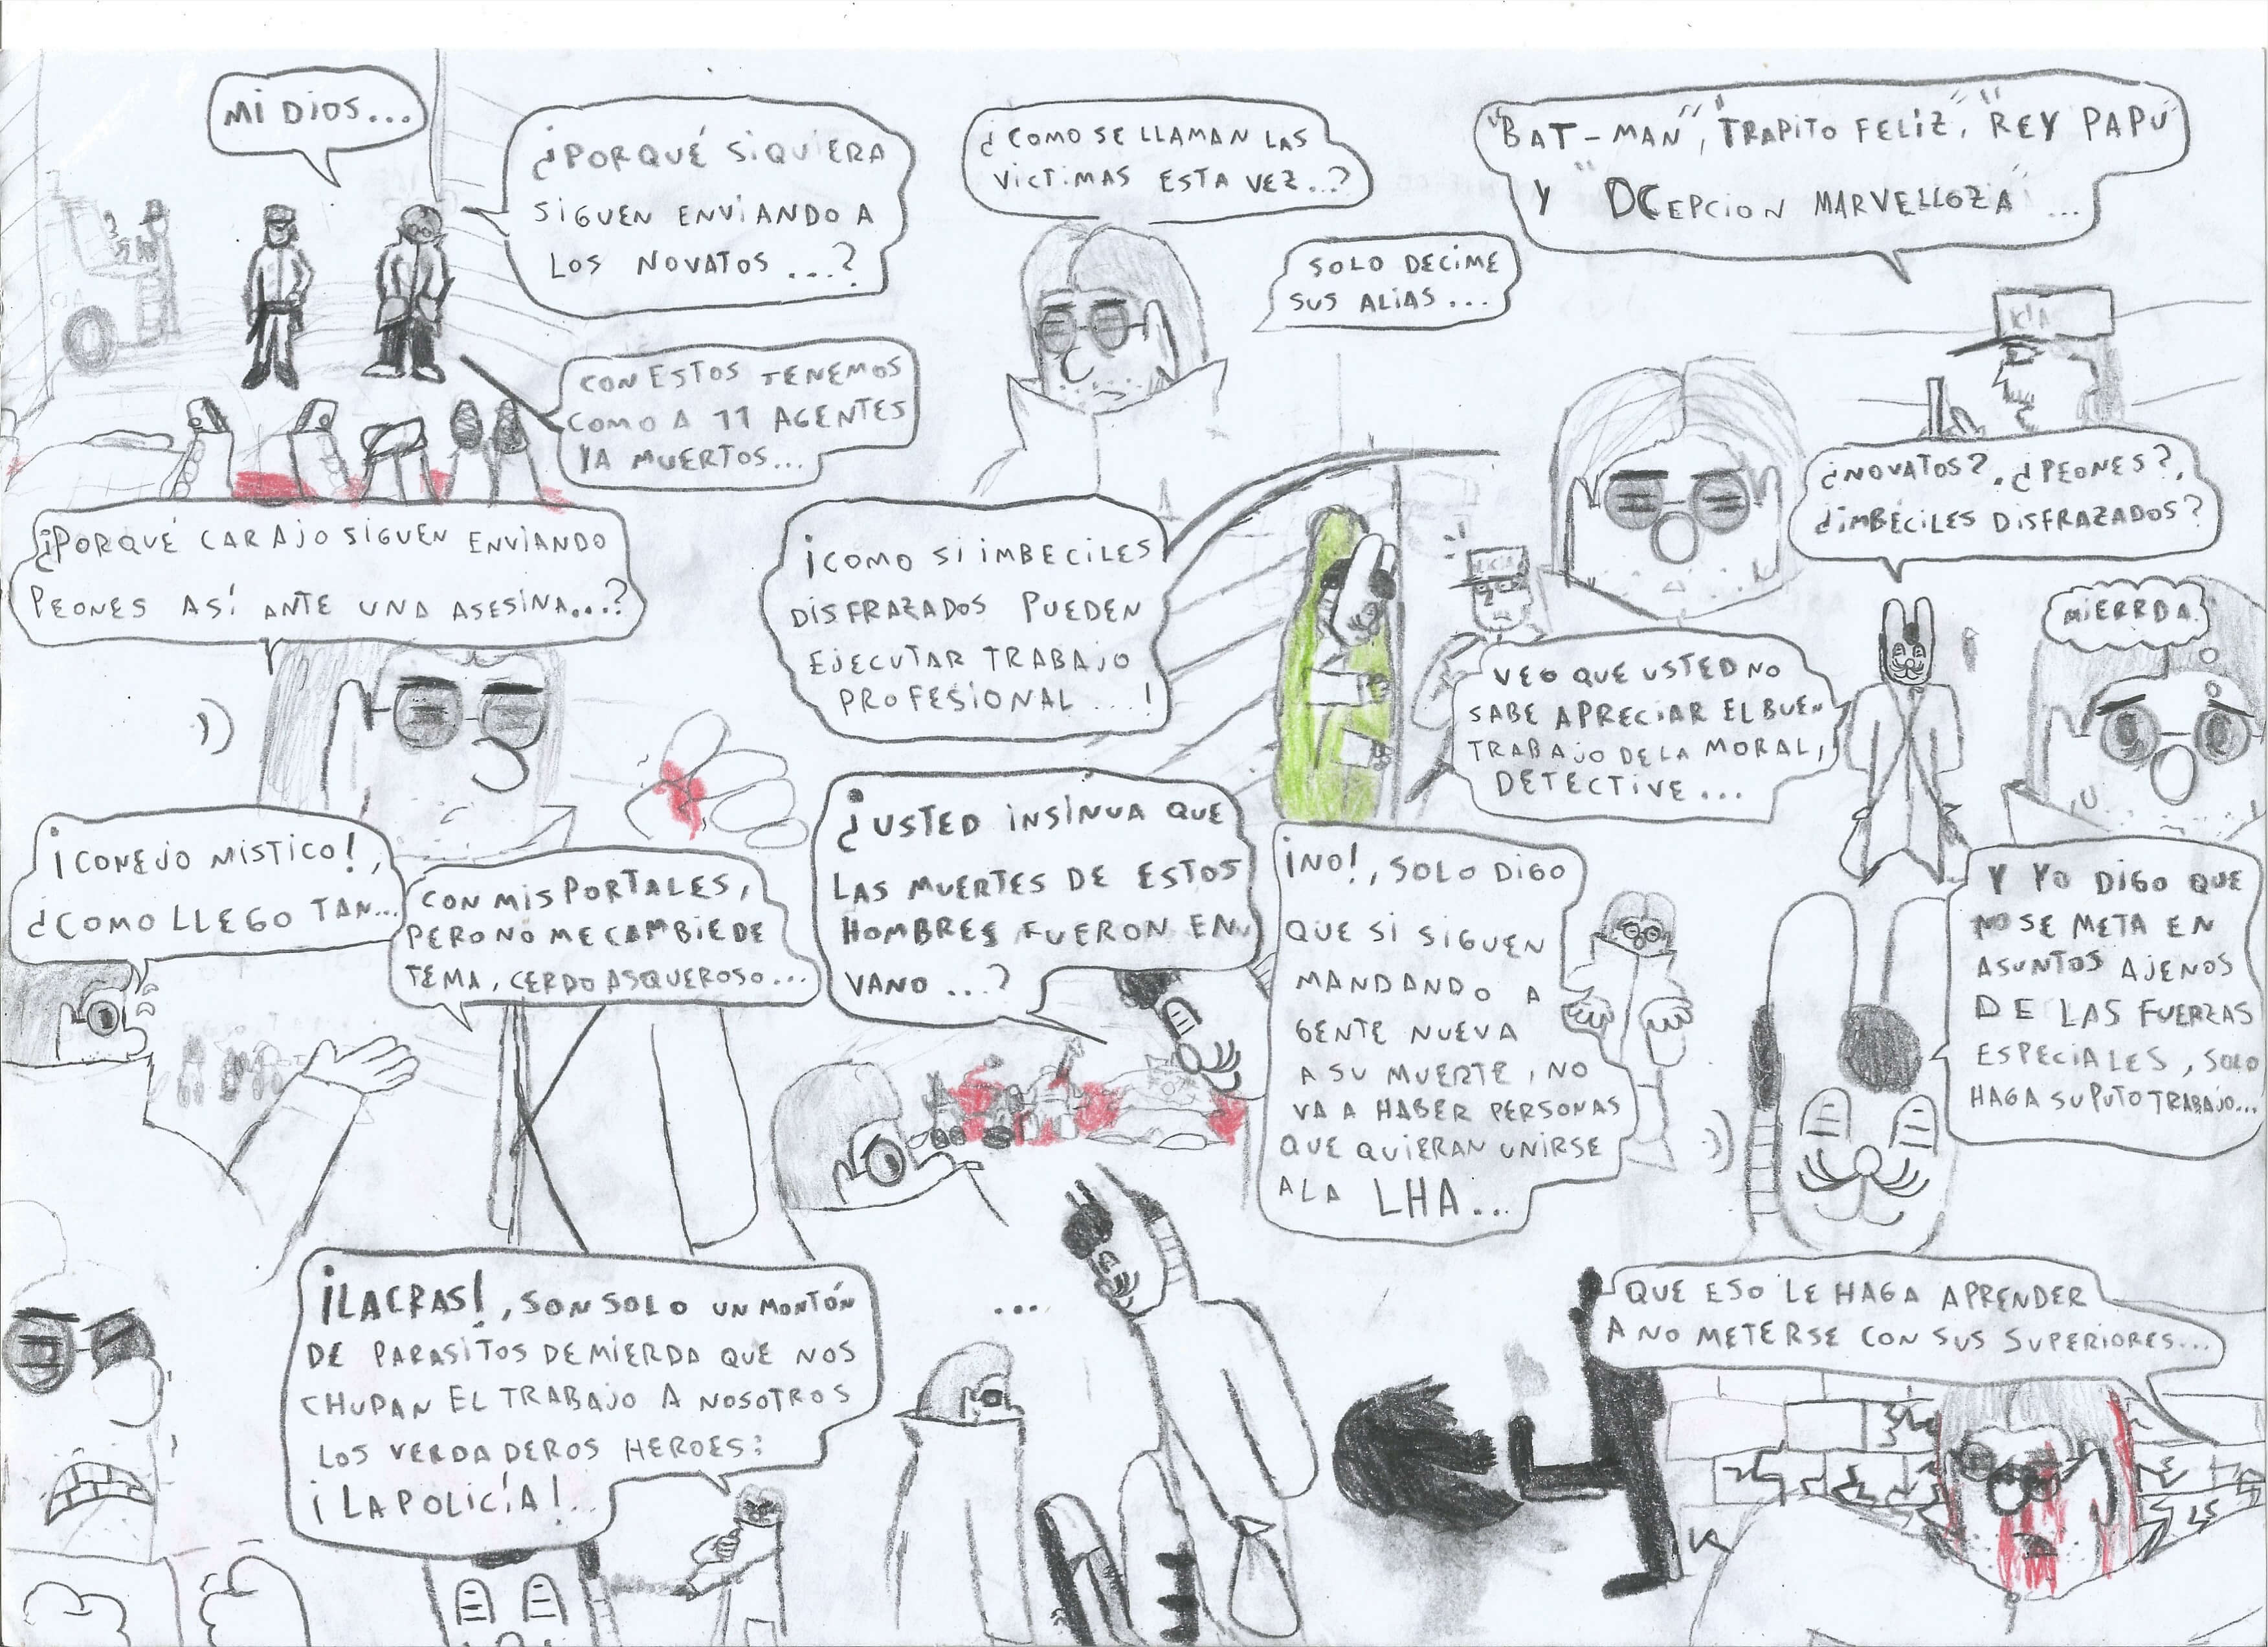 MI DIOS...
¿PORQUÉ SIQUIERA
SIGUEN ENVIANDO A
LOS NOVATOS...?
CON ESTOS TENEMOS
COMO A 11 AGENTES
YA MUERTOS...
¿COMO SE LLAMAN LAS
VICTIMAS ESTA VEZ...?
SOLO DECIME
SUS ALIAS...
"BAT-MAN", "TRAPITO FELIZ", "REY PAPU"
Y "DCEPCION MARVELLOZA"...
¿PORQUÉ CARAJO SIGUEN ENVIANDO
PEONES ASÍ ANTE UNA ASESINA...?
¡COMO SI IMBECILES
DISFRAZADOS PUEDEN
EJECUTAR TRABAJO
PROFESIONAL...!
¿NOVATOS?, ¿PEONES?,
¿IMBECILES DISFRAZADOS?
MIERRDA.
VEO QUE USTED NO
SABE APRECIAR EL BUEN
TRABAJO DE LA MORAL,
DETECTIVE...
¡CONEJO MISTICO!,
¿COMO LLEGO TAN...
CON MIS PORTALES,
PERO NO ME CAMBIE DE
TEMA, CERDO ASQUEROSO...
¿USTED INSINUA QUE
LAS MUERTES DE ESTOS
HOMBRES FUERON EN
VANO...?
¡NO!, SOLO DIGO
QUE SI SIGUEN
MANDANDO A
GENTE NUEVA
A SU MUERTE, NO
VA A HABER PERSONAS
QUE QUIERAN UNIRSE
A LA LHA...
Y YO DIGO QUE
NO SE META EN
ASUNTOS AJENOS
DE LAS FUERZAS
ESPECIALES, SOLO
HAGA SU PUTO TRABAJO...
¡LACRAS!, SON SOLO UN MONTÓN
DE PARASITOS DE MIERDA QUE NOS
CHUPAN EL TRABAJO A NOSOTROS
LOS VERDADEROS HEROES:
¡LA POLICÍA!...
...
QUE ESO LE HAGA APRENDER
A NO METERSE CON SUS SUPERIORES...